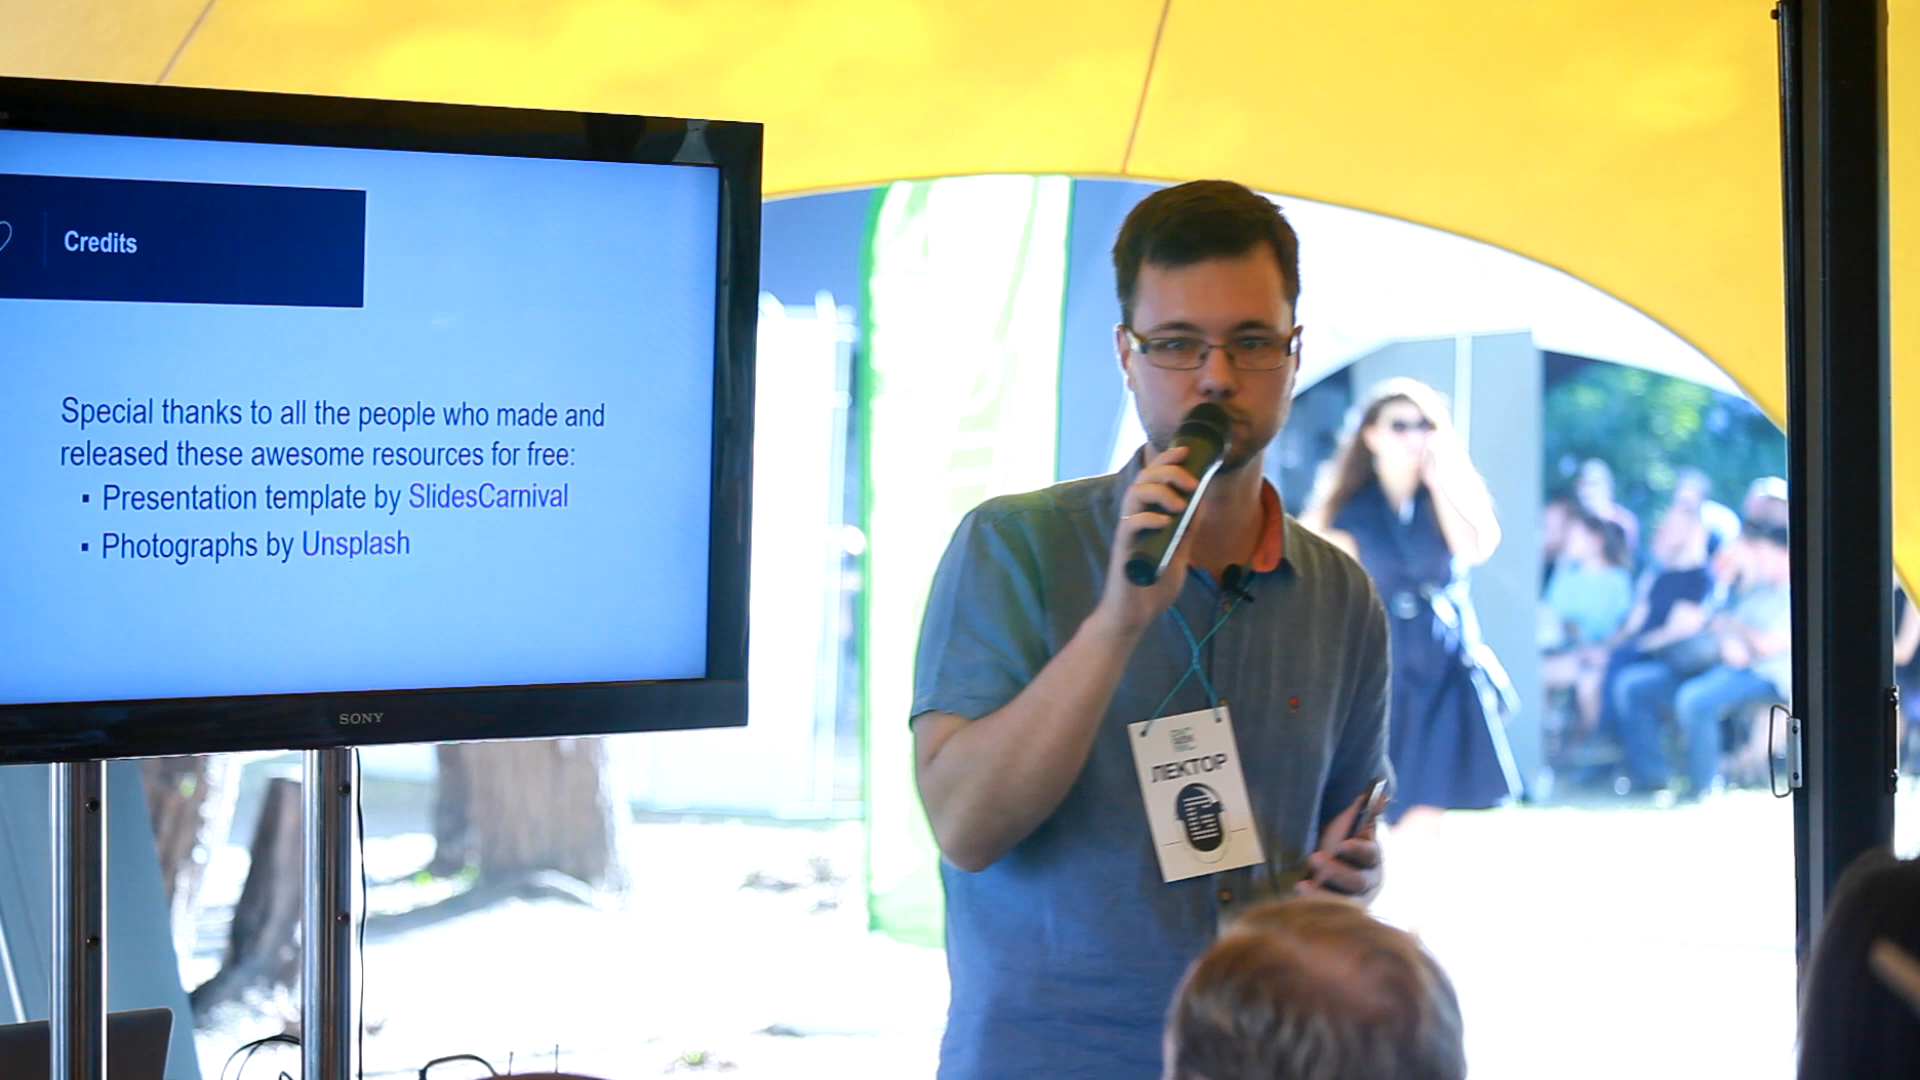 Credits
Special thanks to all the people who made and
released these awesome resources for free:
▪ Presentation template by SlidesCarnival
▪ Photographs by Unsplash
SONY
ЛЕКТОР